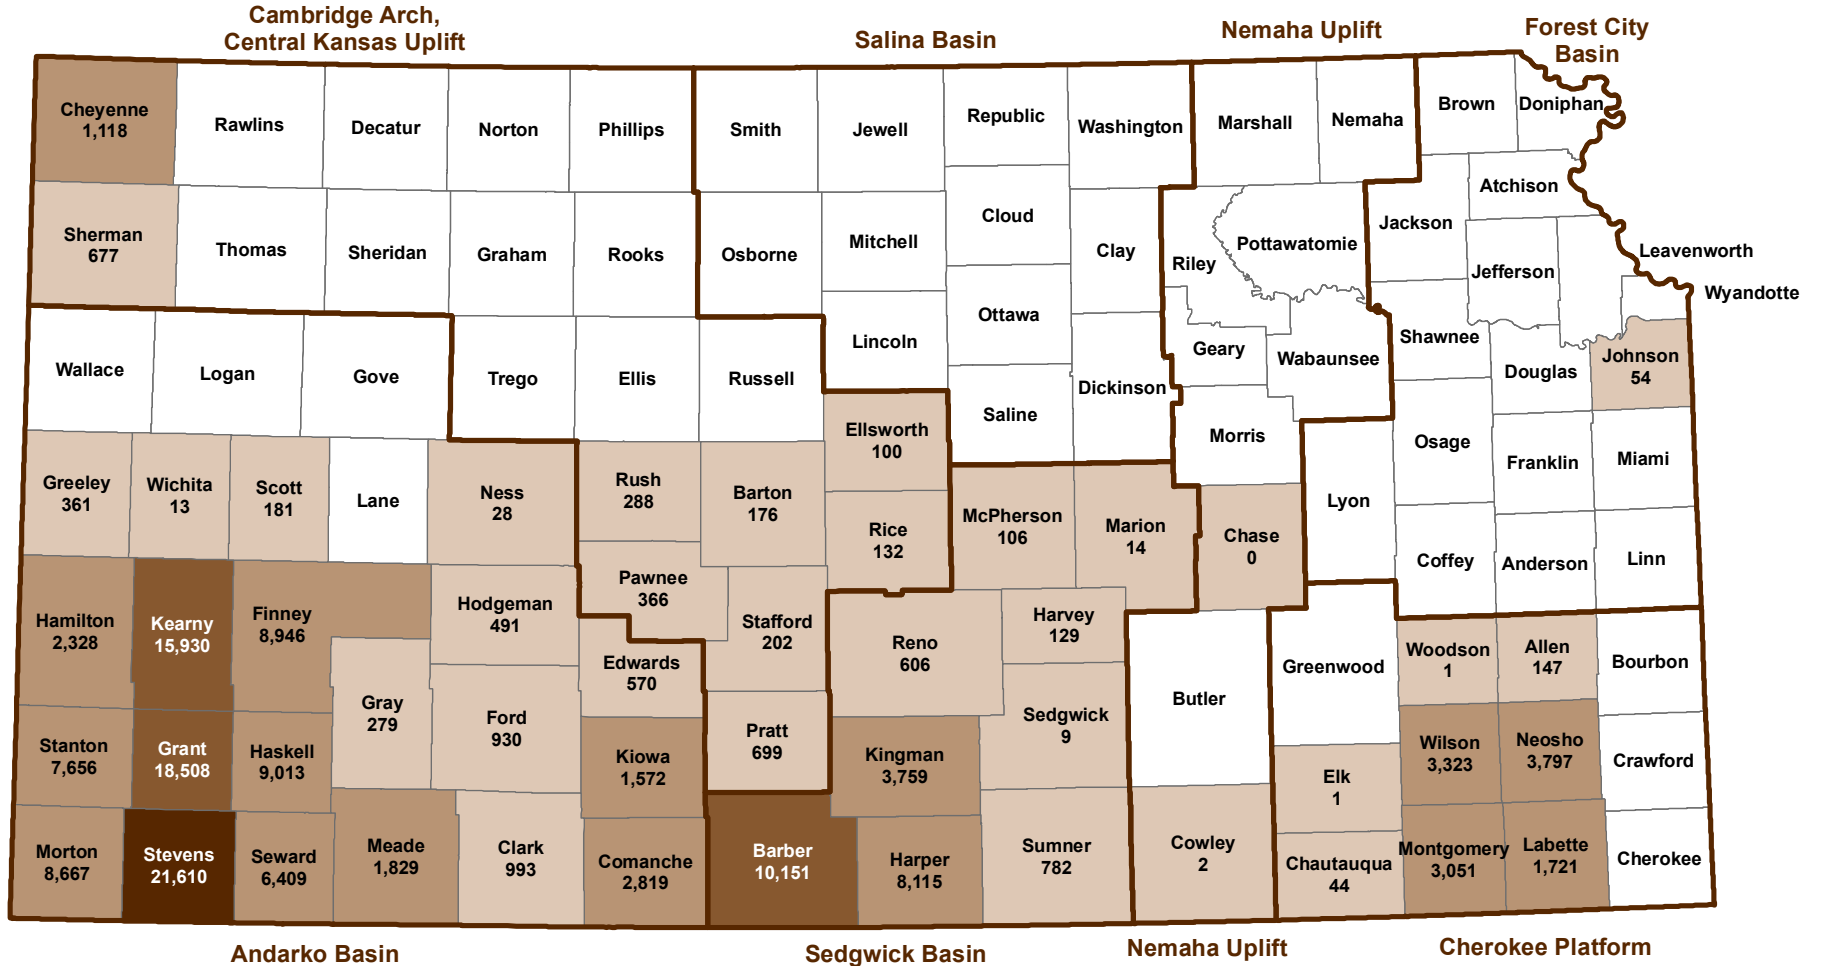 Cambridge Arch,
Central Kansas Uplift
Salina Basin
Nemaha Uplift
Forest City
Basin
Cheyenne
1,118
Rawlins
Decatur
Norton
Phillips
Smith
Jewell
Republic
Washington
Marshall
Nemaha
Brown
Doniphan
Atchison
Sherman
677
Thomas
Sheridan
Graham
Rooks
Osborne
Mitchell
Cloud
Clay
Riley
Pottawatomie
Jackson
Jefferson
Leavenworth
Wyandotte
Wallace
Logan
Gove
Trego
Ellis
Russell
Lincoln
Ottawa
Saline
Dickinson
Geary
Wabaunsee
Shawnee
Douglas
Johnson
54
Morris
Osage
Franklin
Miami
Greeley
361
Wichita
13
Scott
181
Lane
Ness
28
Rush
288
Barton
176
Ellsworth
100
Rice
132
McPherson
106
Marion
14
Chase
0
Lyon
Coffey
Anderson
Linn
Hamilton
2,328
Kearny
15,930
Finney
8,946
Hodgeman
491
Pawnee
366
Stafford
202
Edwards
570
Reno
606
Harvey
129
Butler
Greenwood
Woodson
1
Allen
147
Bourbon
Stanton
7,656
Grant
18,508
Haskell
9,013
Gray
279
Ford
930
Kiowa
1,572
Pratt
699
Kingman
3,759
Sedgwick
9
Elk
1
Wilson
3,323
Neosho
3,797
Crawford
Morton
8,667
Stevens
21,610
Seward
6,409
Meade
1,829
Clark
993
Comanche
2,819
Barber
10,151
Harper
8,115
Sumner
782
Cowley
2
Chautauqua
44
Montgomery
3,051
Labette
1,721
Cherokee
Andarko Basin
Sedgwick Basin
Nemaha Uplift
Cherokee Platform